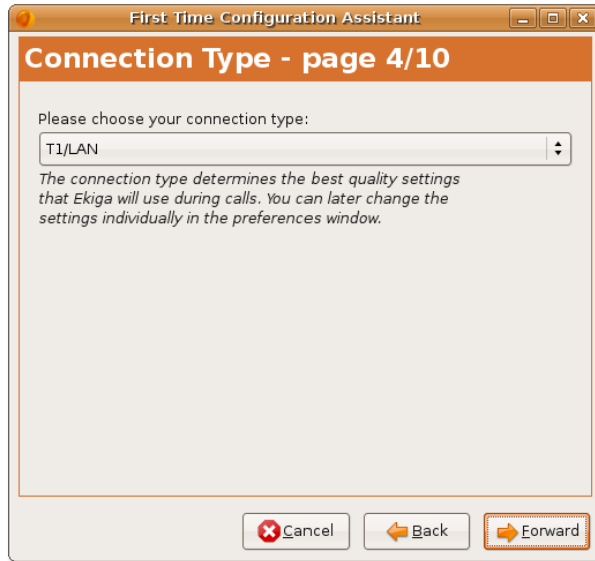 First Time Configuration Assistant
Connection Type - page 4/10
Please choose your connection type:
T1/LAN
The connection type determines the best quality settings
that Ekiga will use during calls. You can later change the
settings individually in the preferences window.
Cancel
Back
Forward